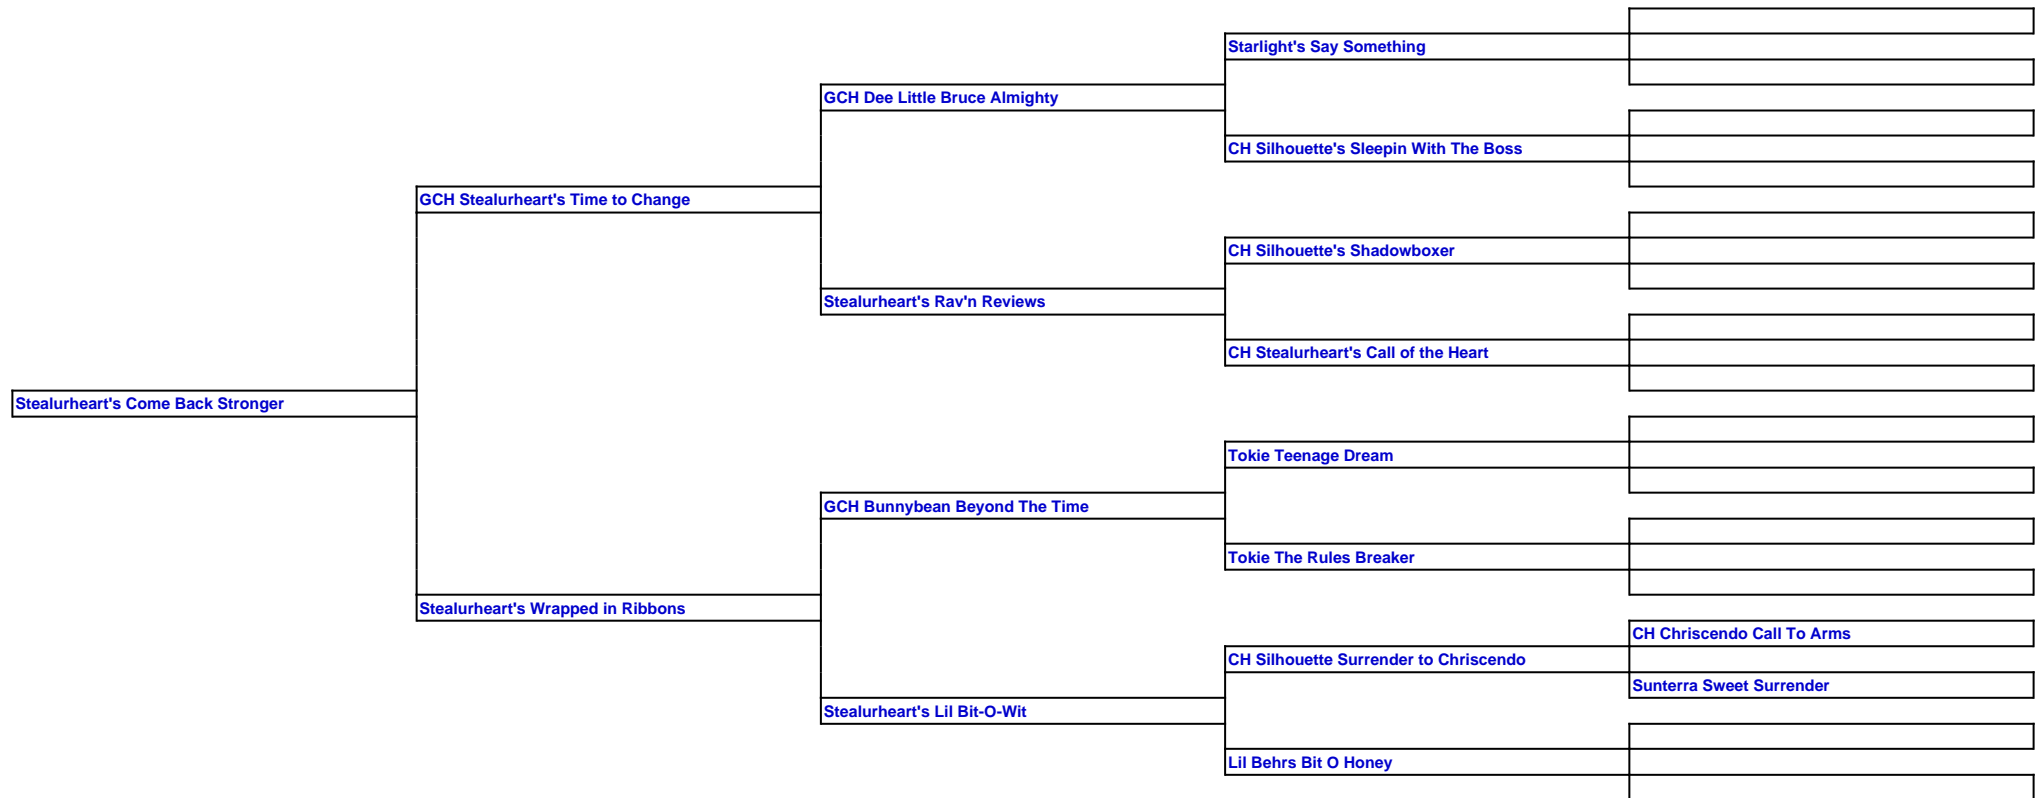 Starlight's Say Something
GCH Dee Little Bruce Almighty
CH Silhouette's Sleepin With The Boss
GCH Stealurheart's Time to Change
CH Silhouette's Shadowboxer
Stealurheart's Rav'n Reviews
CH Stealurheart's Call of the Heart
Stealurheart's Come Back Stronger
Tokie Teenage Dream
GCH Bunnybean Beyond The Time
Tokie The Rules Breaker
Stealurheart's Wrapped in Ribbons
CH Chriscendo Call To Arms
CH Silhouette Surrender to Chriscendo
Sunterra Sweet Surrender
Stealurheart's Lil Bit-O-Wit
Lil Behrs Bit O Honey